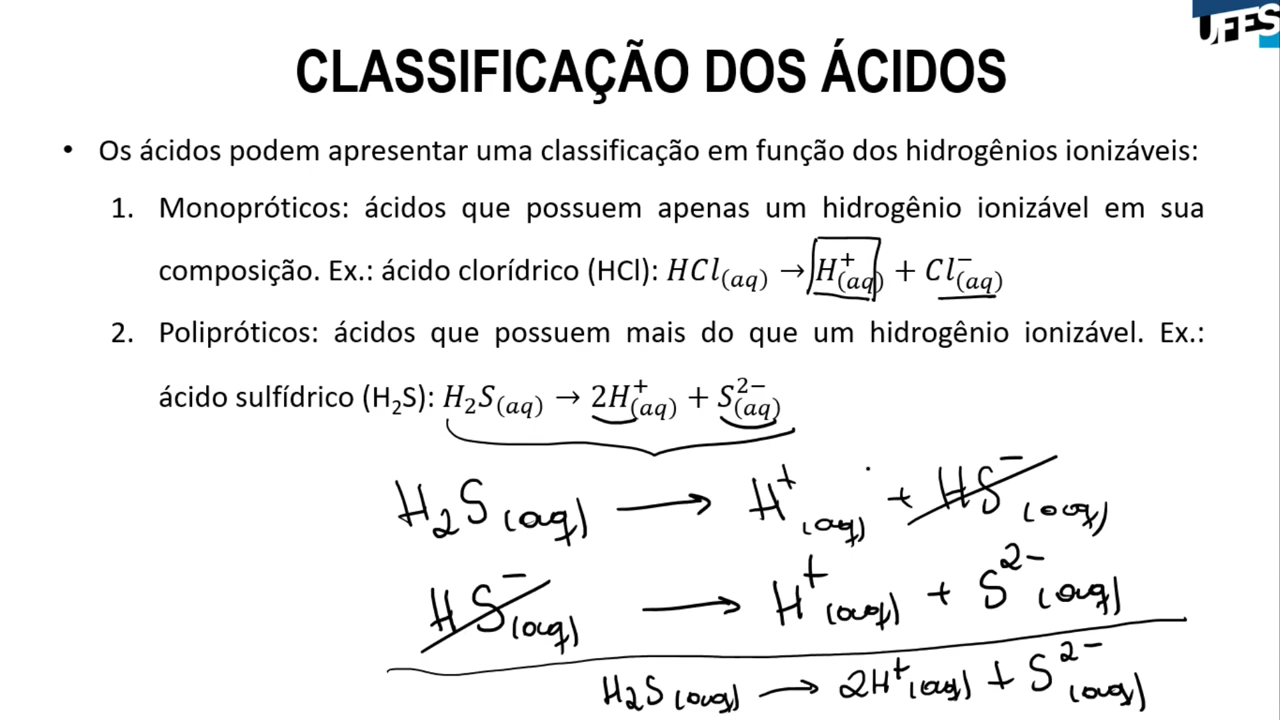 UFES
CLASSIFICAÇÃO DOS ÁCIDOS
• Os ácidos podem apresentar uma classificação em função dos hidrogênios ionizáveis:
1. Monopróticos: ácidos que possuem apenas um hidrogênio ionizável em sua
composição. Ex.: ácido clorídrico (HCl): HCl(aq) → H⁺(aq) + Cl⁻(aq)
2. Polipróticos: ácidos que possuem mais do que um hidrogênio ionizável. Ex.:
ácido sulfídrico (H₂S): H₂S(aq) → 2H⁺(aq) + S²⁻(aq)
H₂S(aq) → H⁺(aq) + HS⁻(aq)
HS⁻(aq) → H⁺(aq) + S²⁻(aq)
H₂S(aq) → 2H⁺(aq) + S²⁻(aq)